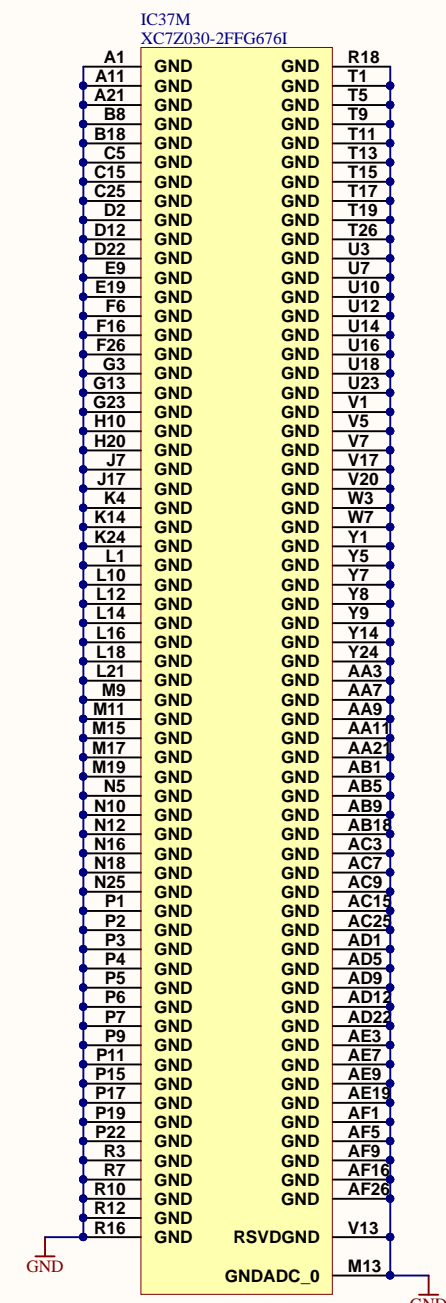 IC37M
XC7Z030-2FFG676I
A1 GND GND R18
A11 GND GND T1
A21 GND GND T5
B8 GND GND T9
B18 GND GND T11
C5 GND GND T13
C15 GND GND T15
C25 GND GND T17
D2 GND GND T19
D12 GND GND T26
D22 GND GND U3
E9 GND GND U7
E19 GND GND U10
F6 GND GND U12
F16 GND GND U14
F26 GND GND U16
G3 GND GND U18
G13 GND GND U23
G23 GND GND V1
H10 GND GND V5
H20 GND GND V7
J7 GND GND V17
J17 GND GND V20
K4 GND GND W3
K14 GND GND W7
K24 GND GND Y1
L1 GND GND Y5
L10 GND GND Y7
L12 GND GND Y8
L14 GND GND Y9
L16 GND GND Y14
L18 GND GND Y24
L21 GND GND AA3
M9 GND GND AA7
M11 GND GND AA9
M15 GND GND AA11
M17 GND GND AA21
M19 GND GND AB1
N5 GND GND AB5
N10 GND GND AB9
N12 GND GND AB18
N16 GND GND AC3
N18 GND GND AC7
N25 GND GND AC9
P1 GND GND AC15
P2 GND GND AC25
P3 GND GND AD1
P4 GND GND AD5
P5 GND GND AD9
P6 GND GND AD12
P7 GND GND AD22
P9 GND GND AE3
P11 GND GND AE7
P15 GND GND AE9
P17 GND GND AE19
P19 GND GND AF1
P22 GND GND AF5
R3 GND GND AF9
R7 GND GND AF16
R10 GND GND AF26
R12 GND
R16 GND RSVDGND V13
GND
GNDADC_0 M13
GND